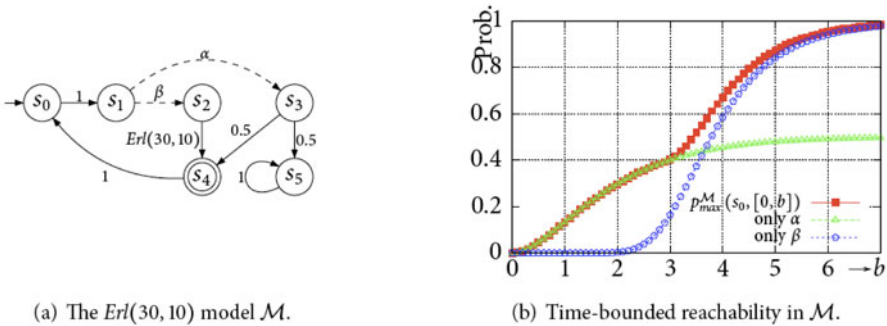 α
s₀ 1 s₁ β s₂ s₃
Erl(30, 10) 0.5 0.5
1 s₄ 1 s₅
(a) The Erl(30, 10) model M.
Prob.
1
0.8
0.6
0.4
0.2
0
0 1 2 3 4 5 6 →b
p_max^M(s₀, [0, b])
only α
only β
(b) Time-bounded reachability in M.